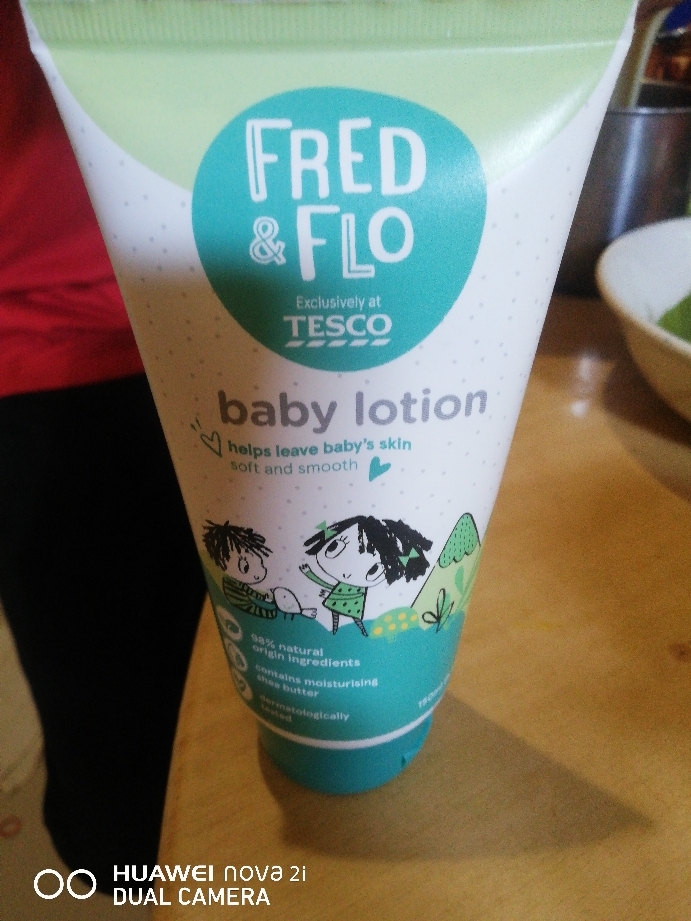 FRED
& FLO
Exclusively at
TESCO
baby lotion
helps leave baby's skin
soft and smooth
98% natural
origin ingredients
contains moisturising
shea butter
dermatologically
tested
HUAWEI nova 2i
DUAL CAMERA